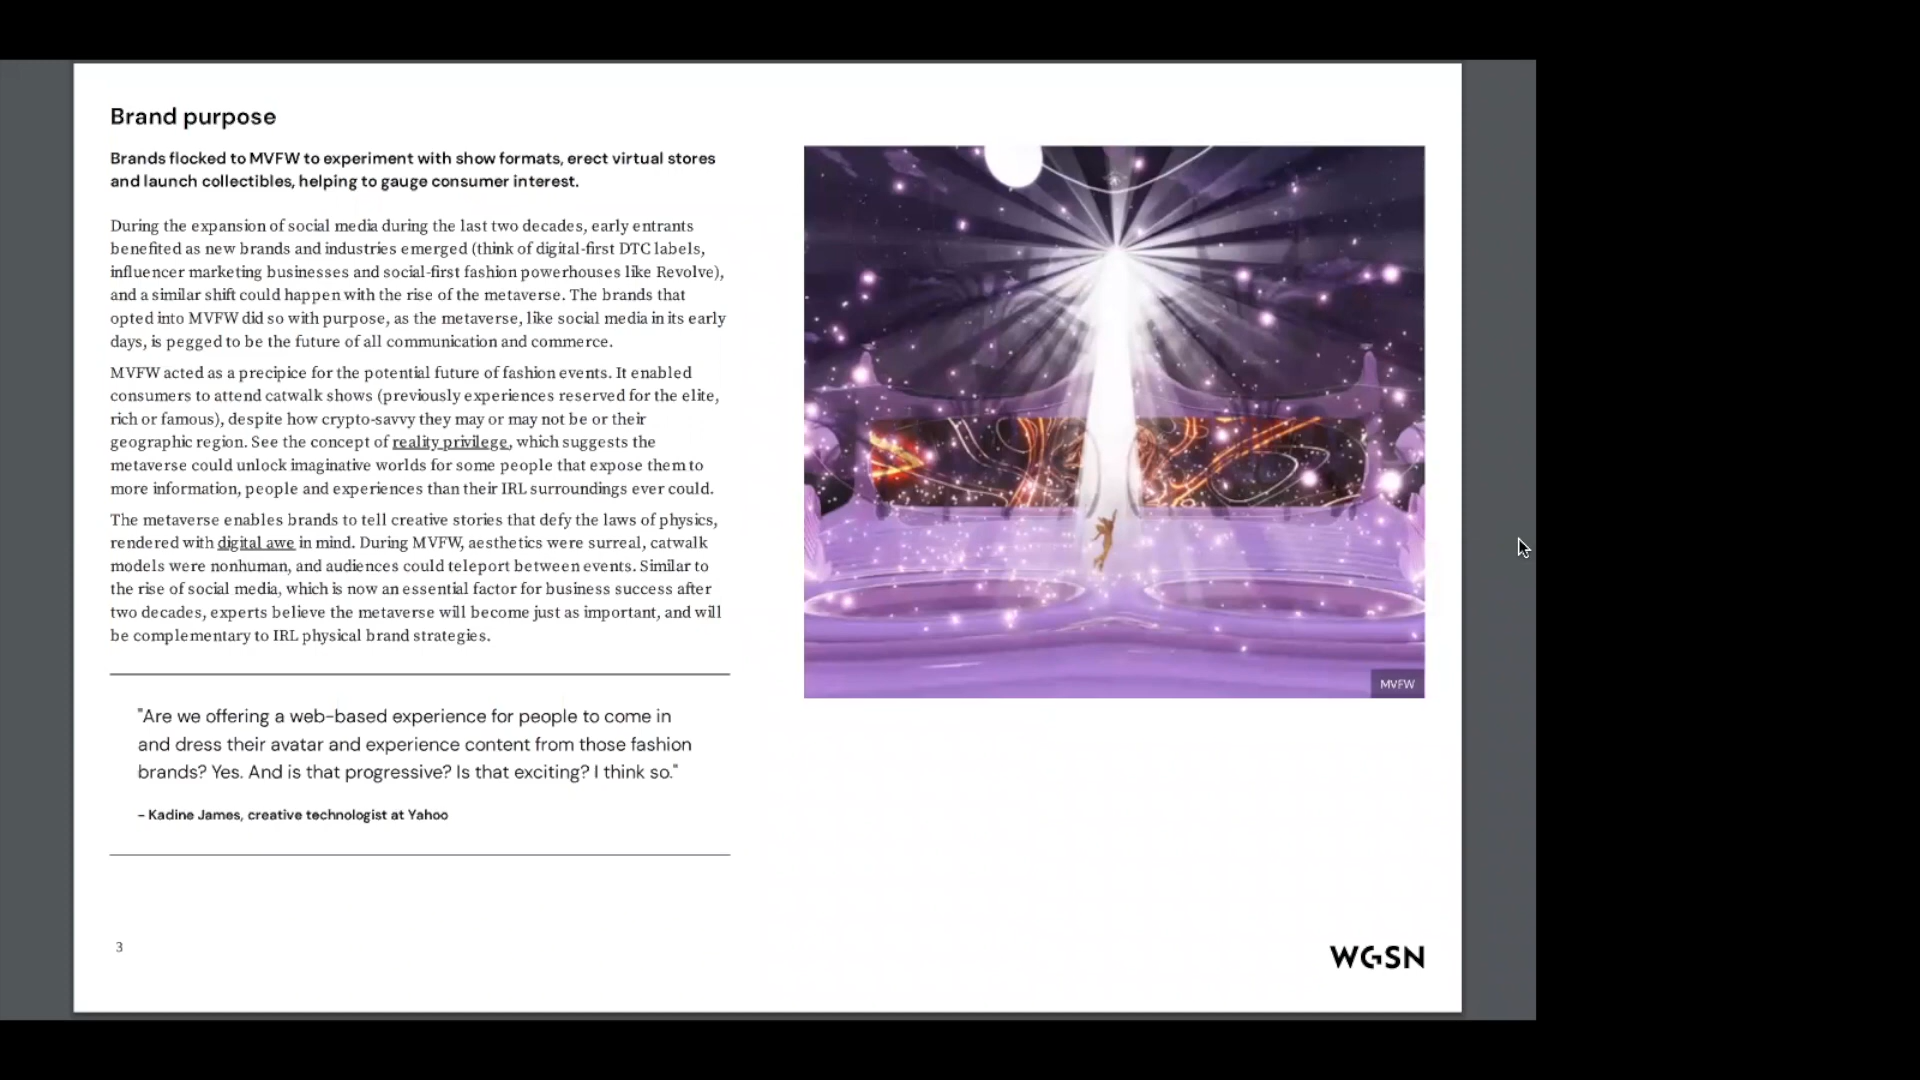 Brand purpose
Brands flocked to MVFW to experiment with show formats, erect virtual stores
and launch collectibles, helping to gauge consumer interest.
During the expansion of social media during the last two decades, early entrants
benefited as new brands and industries emerged (think of digital-first DTC labels,
influencer marketing businesses and social-first fashion powerhouses like Revolve),
and a similar shift could happen with the rise of the metaverse. The brands that
opted into MVFW did so with purpose, as the metaverse, like social media in its early
days, is pegged to be the future of all communication and commerce.
MVFW acted as a precipice for the potential future of fashion events. It enabled
consumers to attend catwalk shows (previously experiences reserved for the elite,
rich or famous), despite how crypto-savvy they may or may not be or their
geographic region. See the concept of reality privilege, which suggests the
metaverse could unlock imaginative worlds for some people that expose them to
more information, people and experiences than their IRL surroundings ever could.
The metaverse enables brands to tell creative stories that defy the laws of physics,
rendered with digital awe in mind. During MVFW, aesthetics were surreal, catwalk
models were nonhuman, and audiences could teleport between events. Similar to
the rise of social media, which is now an essential factor for business success after
two decades, experts believe the metaverse will become just as important, and will
be complementary to IRL physical brand strategies.
"Are we offering a web-based experience for people to come in
and dress their avatar and experience content from those fashion
brands? Yes. And is that progressive? Is that exciting? I think so."
– Kadine James, creative technologist at Yahoo
MVFW
3
WGSN